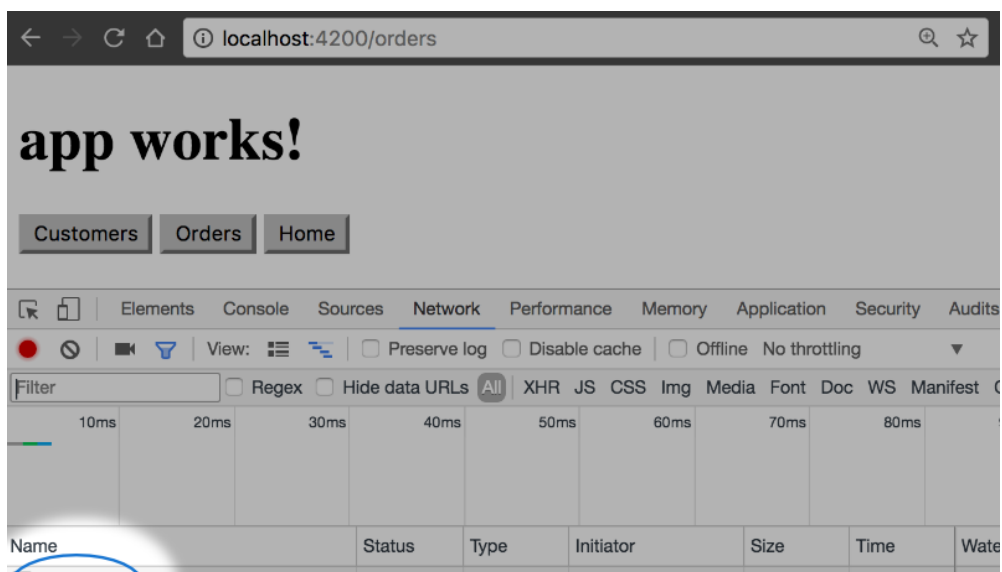 localhost:4200/orders
app works!
Customers Orders Home
Elements Console Sources Network Performance Memory Application Security Audits
View: Preserve log Disable cache Offline No throttling
Filter Regex Hide data URLs All XHR JS CSS Img Media Font Doc WS Manifest
10ms 20ms 30ms 40ms 50ms 60ms 70ms 80ms
Name Status Type Initiator Size Time Wate